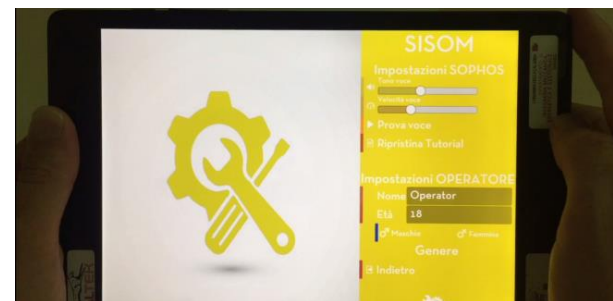 SISOM
Impostazioni SOPHOS
Tono voce
Velocità voce
Prova voce
Ripristina Tutorial
Impostazioni OPERATORE
Nome Operator
Età 18
Maschio Femmina
Genere
Indietro